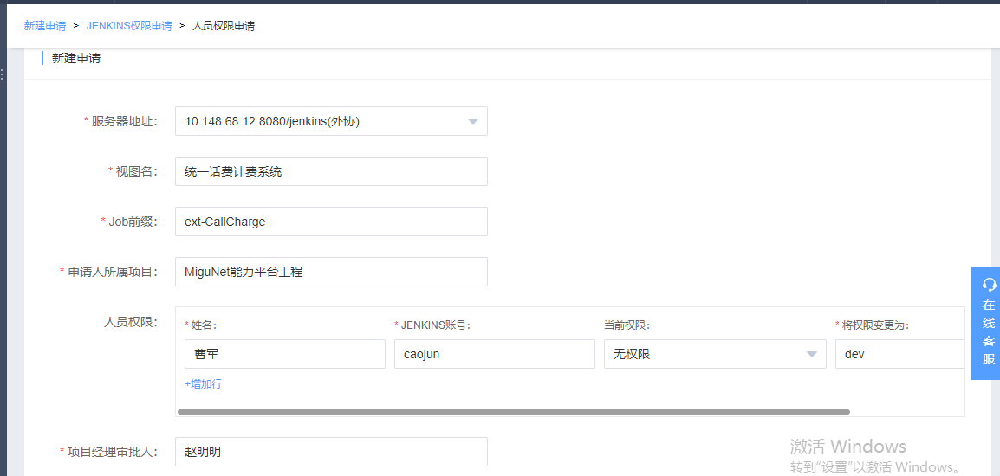 新建申请 > JENKINS权限申请 > 人员权限申请
新建申请
* 服务器地址： 10.148.68.12:8080/jenkins(外协)
* 视图名： 统一话费计费系统
* Job前缀： ext-CallCharge
* 申请人所属项目： MiguNet能力平台工程
人员权限： * 姓名： * JENKINS账号： 当前权限： * 将权限变更为：
曹军 caojun 无权限 dev
+增加行
* 项目经理审批人： 赵明明
在线客服
激活 Windows
转到"设置"以激活 Windows。